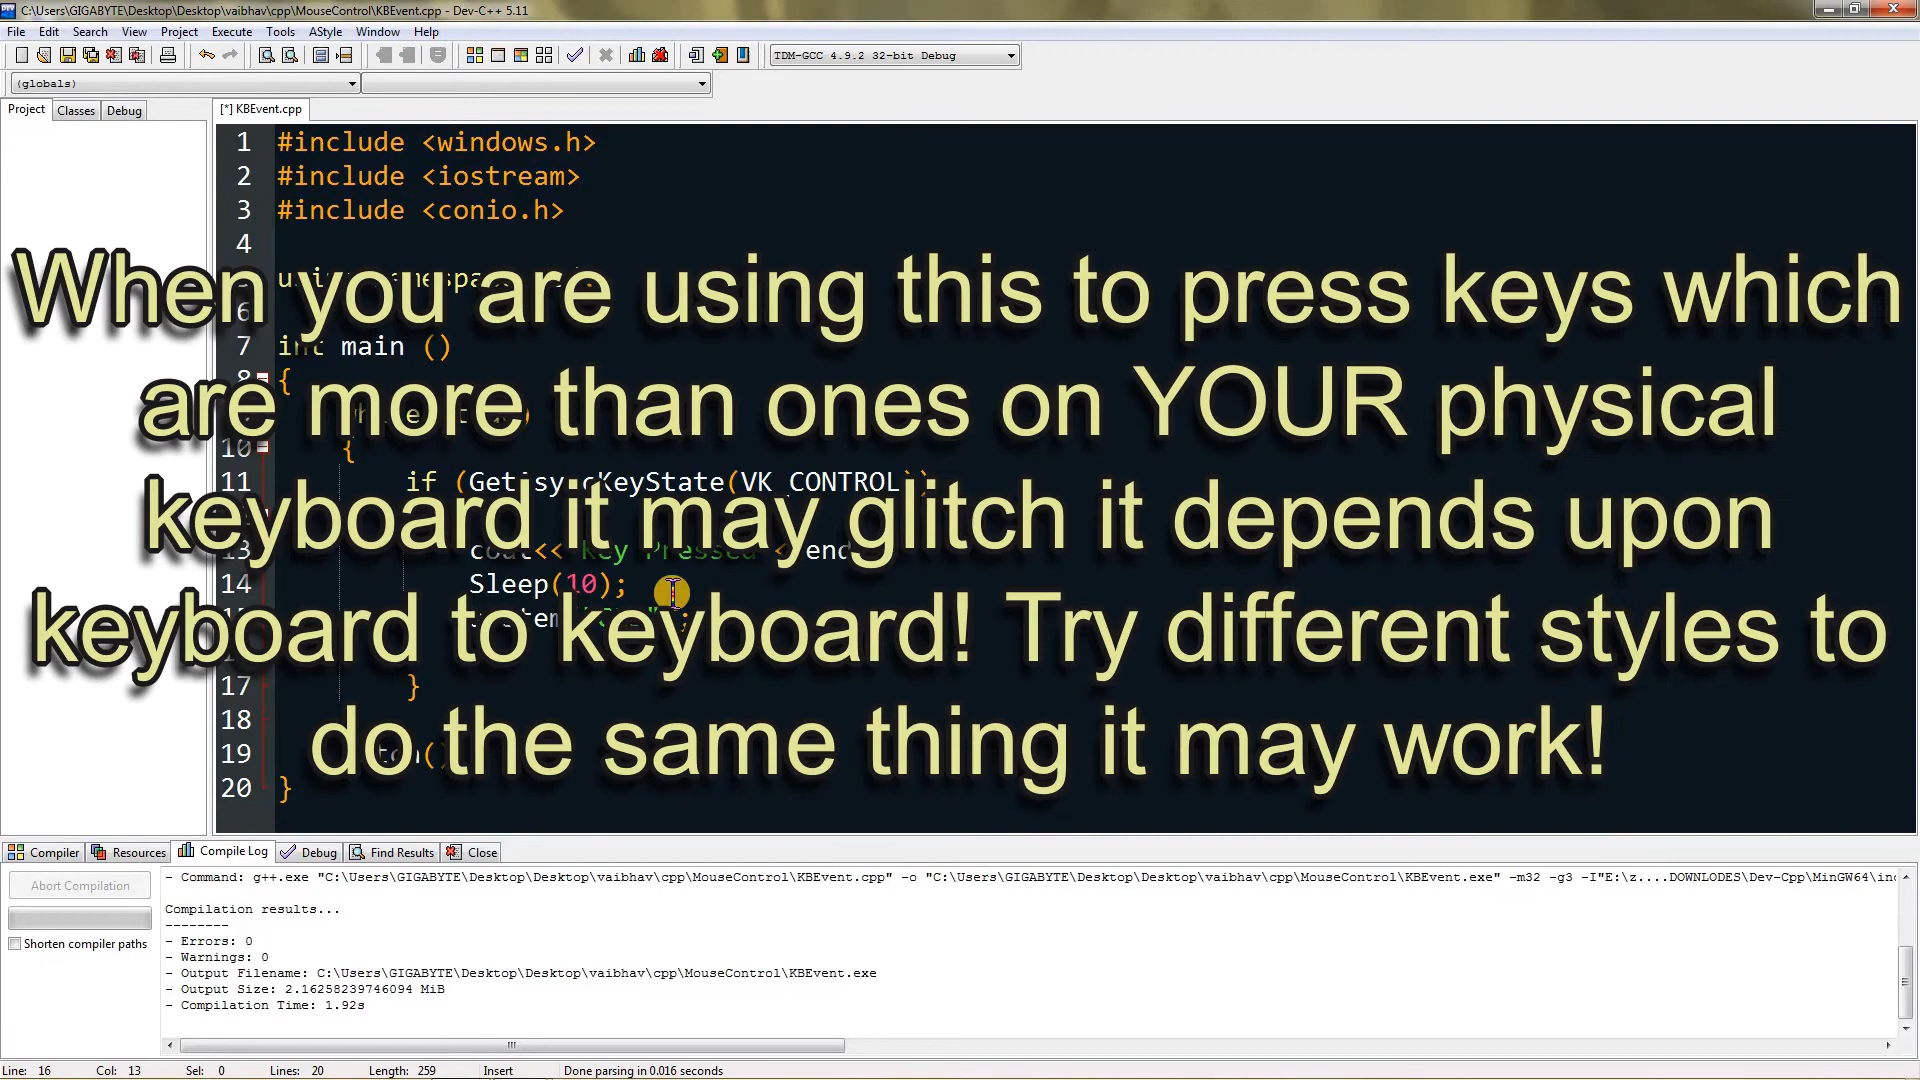 C:\Users\GIGABYTE\Desktop\Desktop\vaibhav\cpp\MouseControl\KBEvent.cpp - Dev-C++ 5.11
File Edit Search View Project Execute Tools AStyle Window Help
TDM-GCC 4.9.2 32-bit Debug
(globals)
Project Classes Debug
[*] KBEvent.cpp
1 #include <windows.h>
2 #include <iostream>
3 #include <conio.h>
4
When you are using this to press keys which
7 int main ()
{
are more than ones on YOUR physical
10 {
11 if (GetAsyncKeyState(VK_CONTROL))
keyboard it may glitch it depends upon
14 Sleep(10);
keyboard to keyboard! Try different styles to
17 }
18
do the same thing it may work!
19
20 }
Compiler Resources Compile Log Debug Find Results Close
Abort Compilation
Shorten compiler paths
- Command: g++.exe "C:\Users\GIGABYTE\Desktop\Desktop\vaibhav\cpp\MouseControl\KBEvent.cpp" -o "C:\Users\GIGABYTE\Desktop\Desktop\vaibhav\cpp\MouseControl\KBEvent.exe" -m32 -g3 -I"E:\z....DOWNLODES\Dev-Cpp\MinGW64\inc
Compilation results...
--------
- Errors: 0
- Warnings: 0
- Output Filename: C:\Users\GIGABYTE\Desktop\Desktop\vaibhav\cpp\MouseControl\KBEvent.exe
- Output Size: 2.16258239746094 MiB
- Compilation Time: 1.92s
Line: 16 Col: 13 Sel: 0 Lines: 20 Length: 259 Insert Done parsing in 0.016 seconds